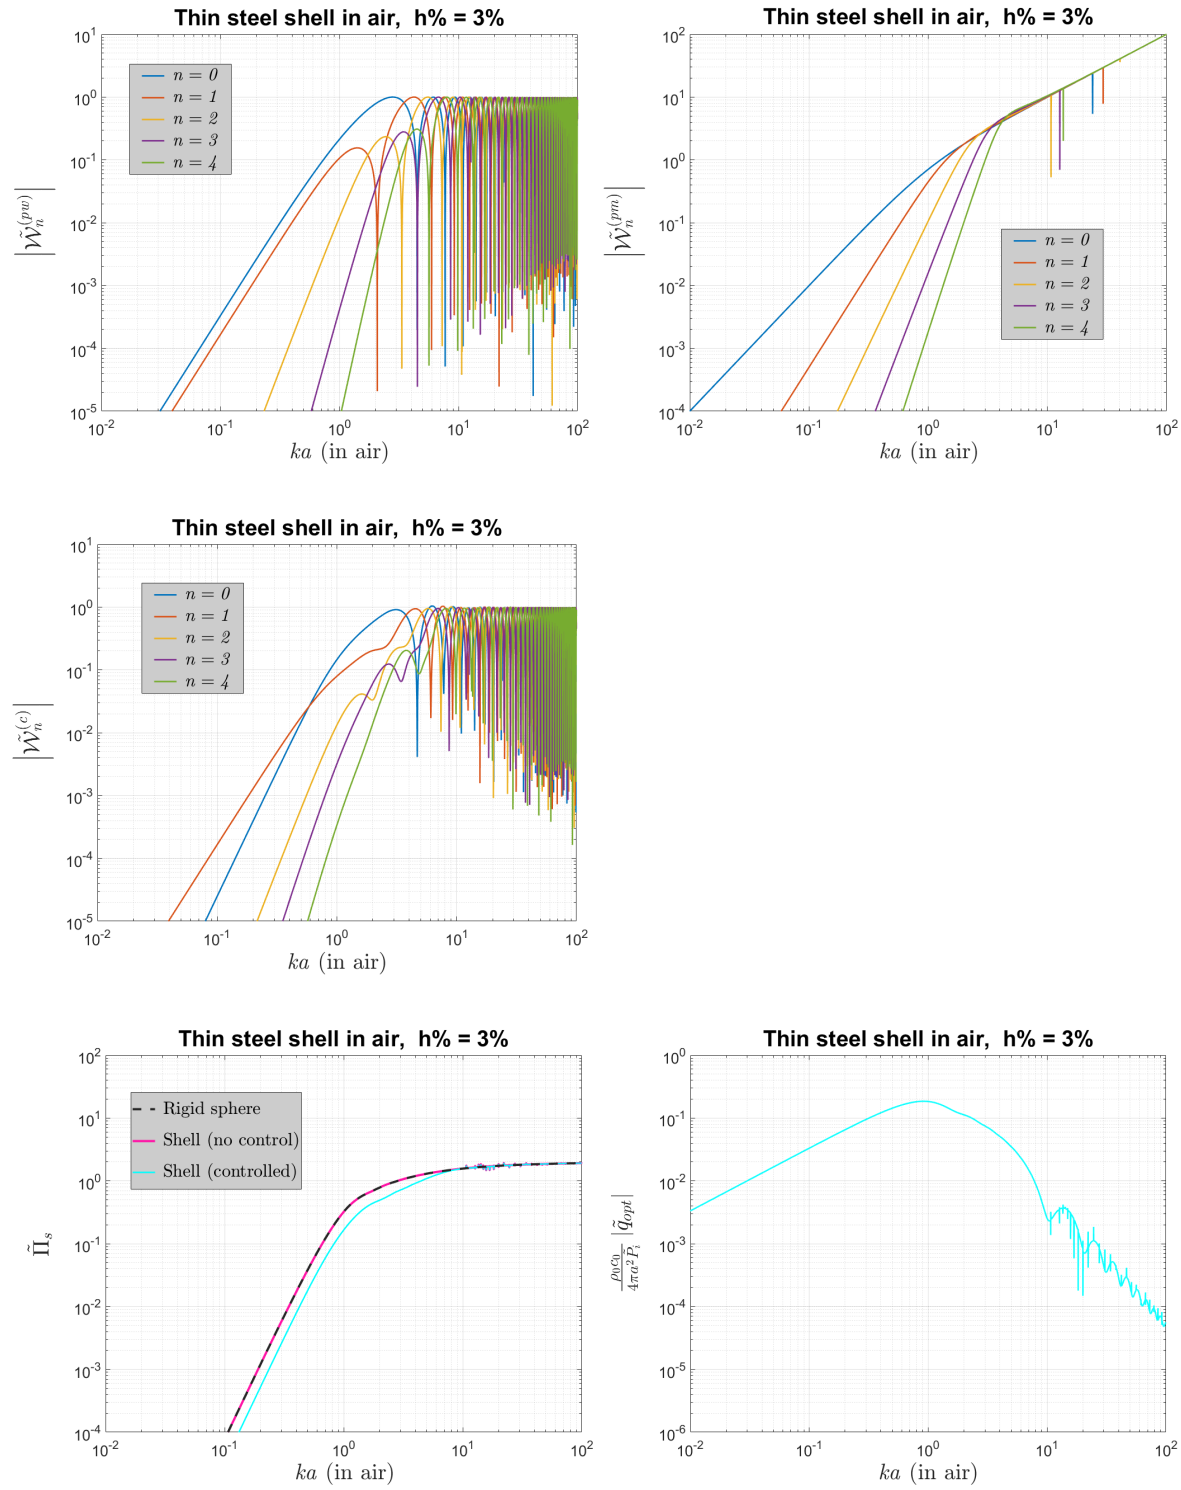 Thin steel shell in air,  h% = 3%
10^1
10^0
10^-1
10^-2
10^-3
10^-4
10^-5
n = 0
n = 1
n = 2
n = 3
n = 4
|𝒲̃_n^(pw)|
10^-2
10^-1
10^0
10^1
10^2
ka (in air)
Thin steel shell in air,  h% = 3%
10^2
10^1
10^0
10^-1
10^-2
10^-3
10^-4
n = 0
n = 1
n = 2
n = 3
n = 4
|𝒲̃_n^(pm)|
10^-2
10^-1
10^0
10^1
10^2
ka (in air)
Thin steel shell in air,  h% = 3%
10^1
10^0
10^-1
10^-2
10^-3
10^-4
10^-5
n = 0
n = 1
n = 2
n = 3
n = 4
|𝒲̃_n^(c)|
10^-2
10^-1
10^0
10^1
10^2
ka (in air)
Thin steel shell in air,  h% = 3%
10^2
10^1
10^0
10^-1
10^-2
10^-3
10^-4
Rigid sphere
Shell (no control)
Shell (controlled)
Π̃_s
10^-2
10^-1
10^0
10^1
10^2
ka (in air)
Thin steel shell in air,  h% = 3%
10^0
10^-1
10^-2
10^-3
10^-4
10^-5
10^-6
ρ_0c_0/4πa^2P̃_i |q̃_opt|
10^-2
10^-1
10^0
10^1
10^2
ka (in air)